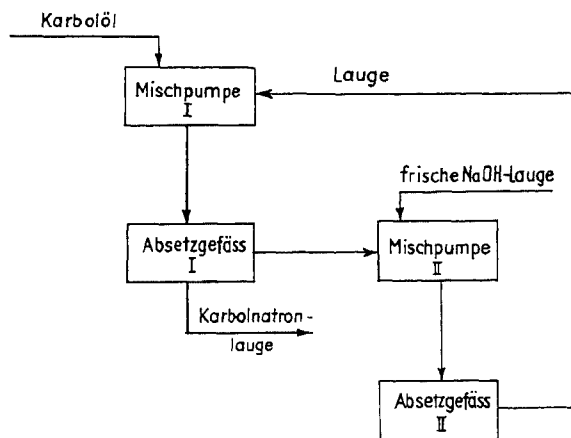 Karbolöl
Mischpumpe
I
Lauge
frische NaOH-Lauge
Absetzgefäss
I
Mischpumpe
II
Karbolnatron-
lauge
Absetzgefäss
II